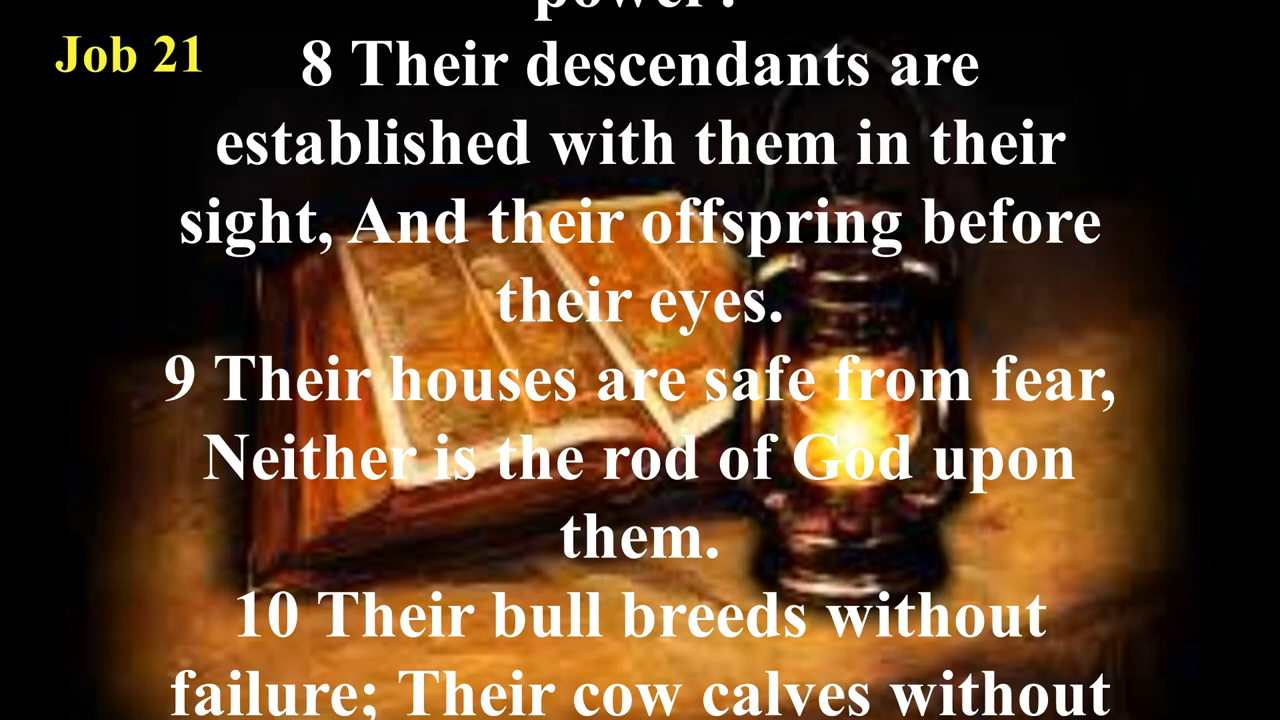 power?
Job 21
8 Their descendants are
established with them in their
sight, And their offspring before
their eyes.
9 Their houses are safe from fear,
Neither is the rod of God upon
them.
10 Their bull breeds without
failure; Their cow calves without